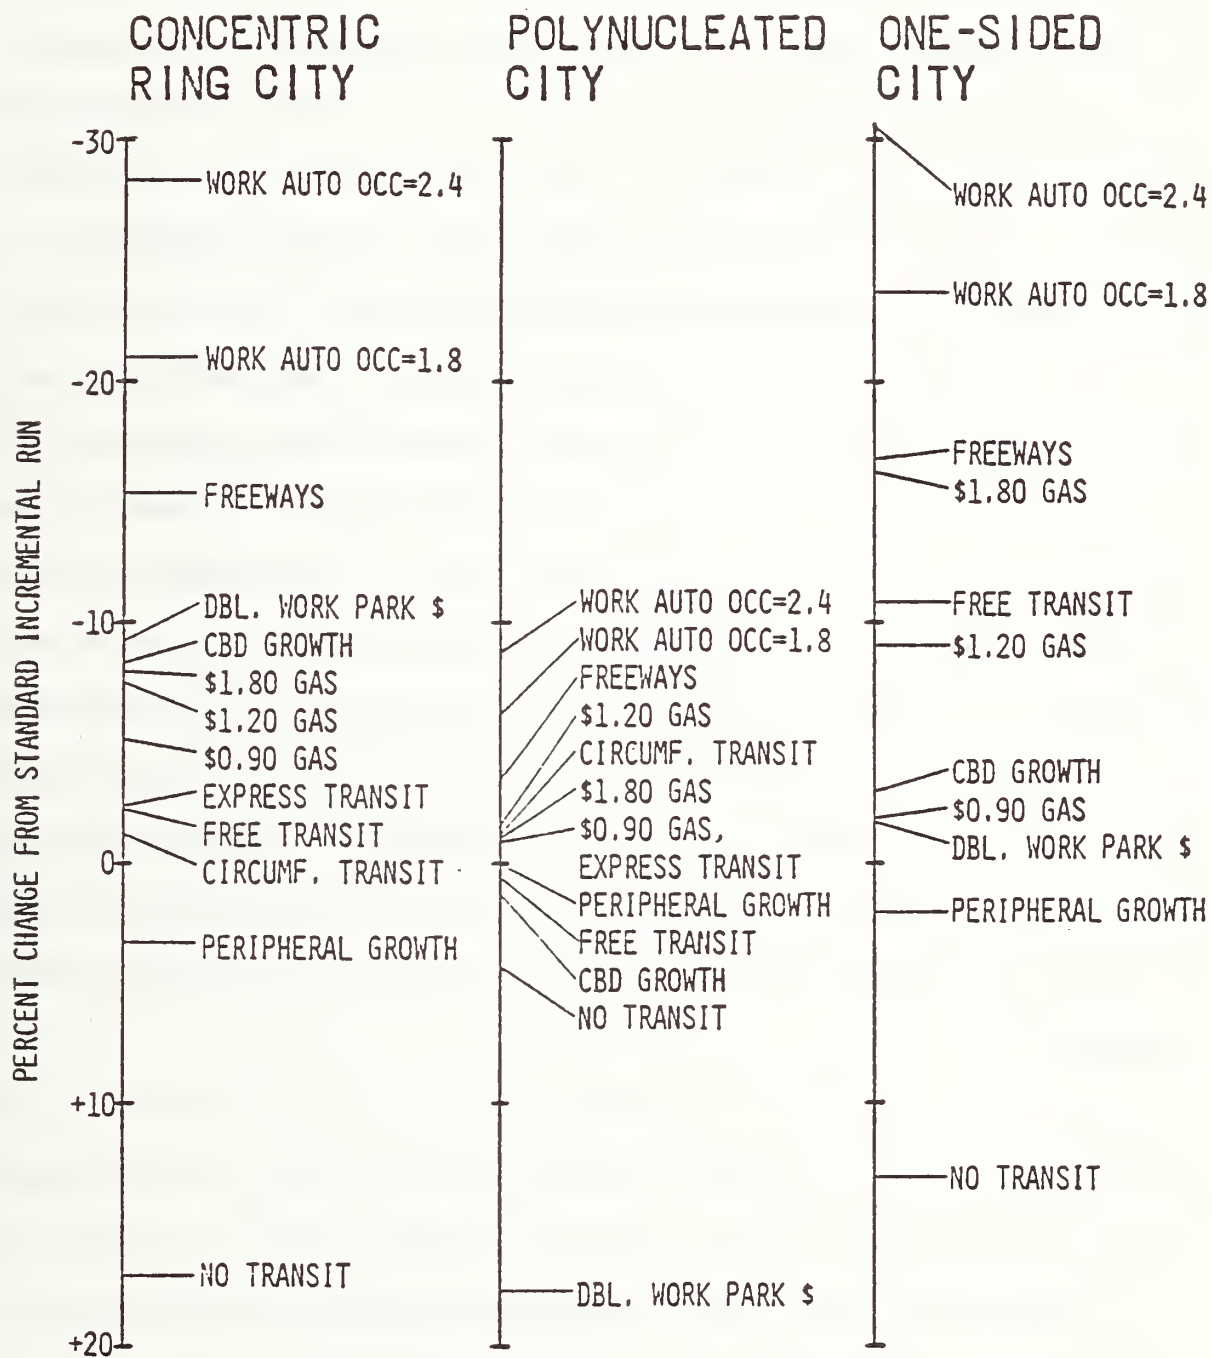 CONCENTRIC
RING CITY
POLYNUCLEATED
CITY
ONE-SIDED
CITY
PERCENT CHANGE FROM STANDARD INCREMENTAL RUN
-30
-20
-10
0
+10
+20
WORK AUTO OCC=2.4
WORK AUTO OCC=1.8
FREEWAYS
DBL. WORK PARK $
CBD GROWTH
$1.80 GAS
$1.20 GAS
$0.90 GAS
EXPRESS TRANSIT
FREE TRANSIT
CIRCUMF. TRANSIT
PERIPHERAL GROWTH
NO TRANSIT
WORK AUTO OCC=2.4
WORK AUTO OCC=1.8
FREEWAYS
$1.20 GAS
CIRCUMF. TRANSIT
$1.80 GAS
$0.90 GAS,
EXPRESS TRANSIT
PERIPHERAL GROWTH
FREE TRANSIT
CBD GROWTH
NO TRANSIT
DBL. WORK PARK $
WORK AUTO OCC=2.4
WORK AUTO OCC=1.8
FREEWAYS
$1.80 GAS
FREE TRANSIT
$1.20 GAS
CBD GROWTH
$0.90 GAS
DBL. WORK PARK $
PERIPHERAL GROWTH
NO TRANSIT